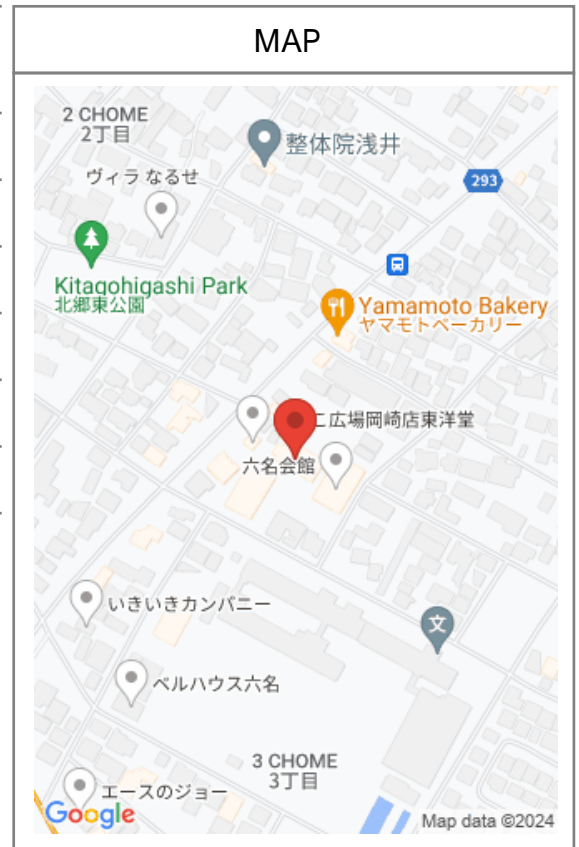 MAP
2 CHOME
2丁目
整体院浅井
ヴィラ なるせ
293
Kitagohigashi Park
北郷東公園
Yamamoto Bakery
ヤマモトベーカリー
ニ広場岡崎店東洋堂
六名会館
いきいきカンパニー
文
ベルハウス六名
3 CHOME
3丁目
エースのジョー
Google
Map data ©2024